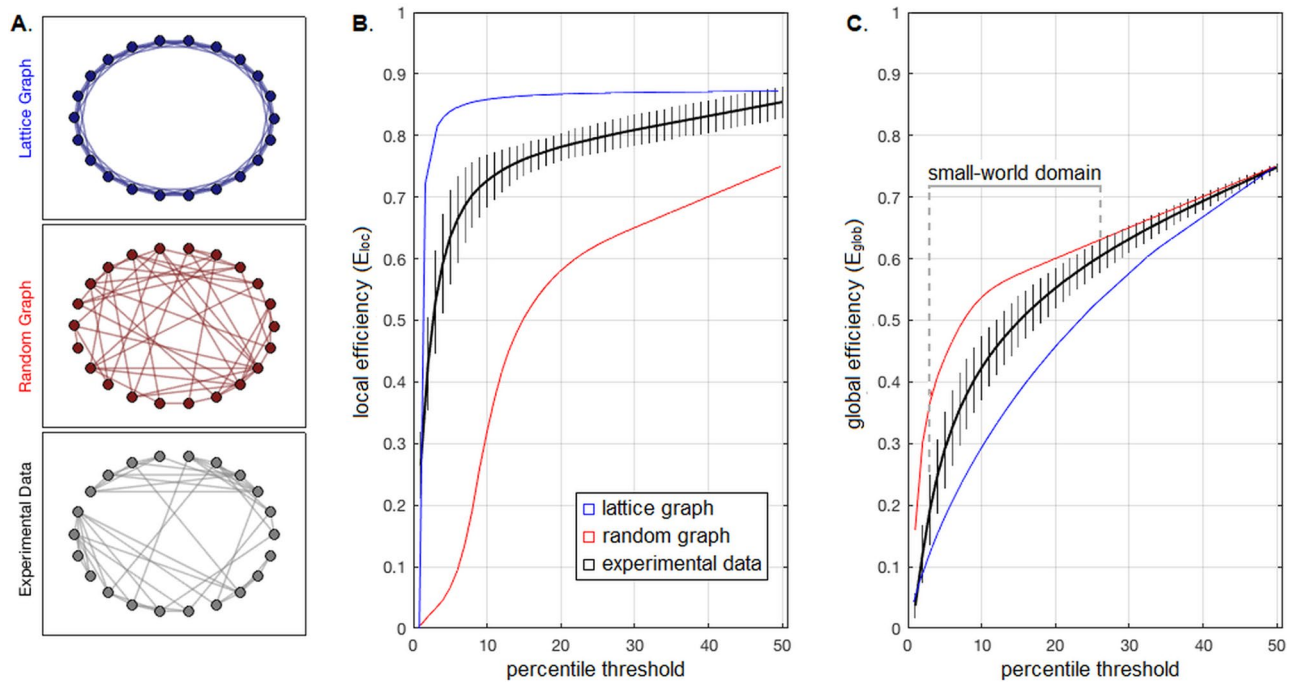 A.
Lattice Graph
Random Graph
Experimental Data
B.
1
0.9
0.8
0.7
0.6
0.5
0.4
0.3
0.2
0.1
0
local efficiency (Eloc)
lattice graph
random graph
experimental data
0 10 20 30 40 50
percentile threshold
C.
1
0.9
0.8
0.7
0.6
0.5
0.4
0.3
0.2
0.1
0
global efficiency (Eglob)
small-world domain
0 10 20 30 40 50
percentile threshold